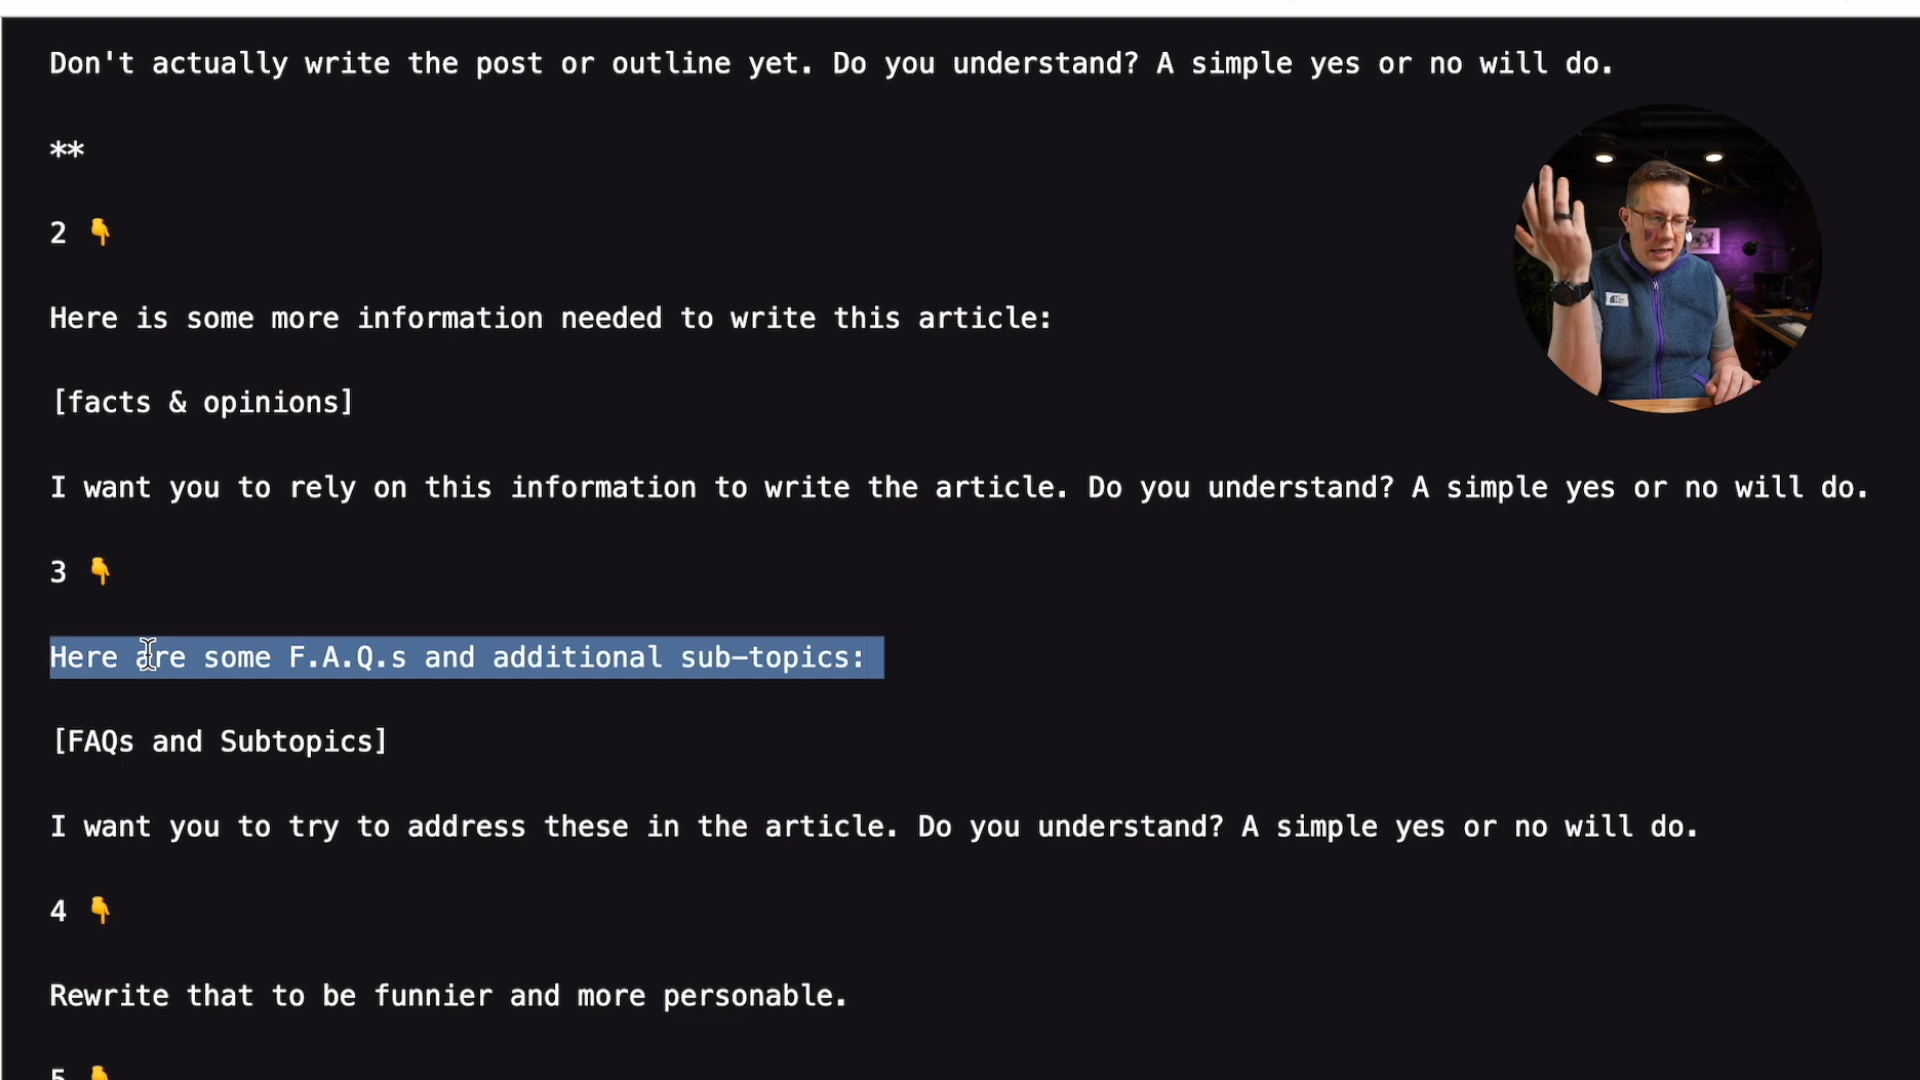 Don't actually write the post or outline yet. Do you understand? A simple yes or no will do.
**
2 👇
Here is some more information needed to write this article:
[facts & opinions]
I want you to rely on this information to write the article. Do you understand? A simple yes or no will do.
3 👇
Here are some F.A.Q.s and additional sub-topics:
[FAQs and Subtopics]
I want you to try to address these in the article. Do you understand? A simple yes or no will do.
4 👇
Rewrite that to be funnier and more personable.
5 👇